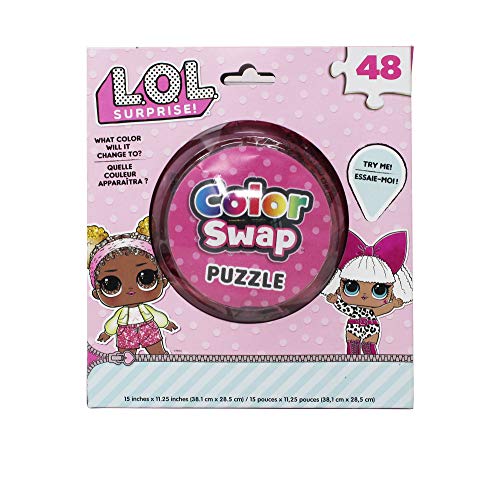 L.O.L.
SURPRISE!
48
WHAT COLOR
WILL IT
CHANGE TO?
QUELLE
COULEUR
APPARAÎTRA ?
TRY ME!
ESSAIE-MOI!
Color
Swap
PUZZLE
15 inches x 11.25 inches (38.1 cm x 28.5 cm) / 15 pouces x 11,25 pouces (38,1 cm x 28,5 cm)